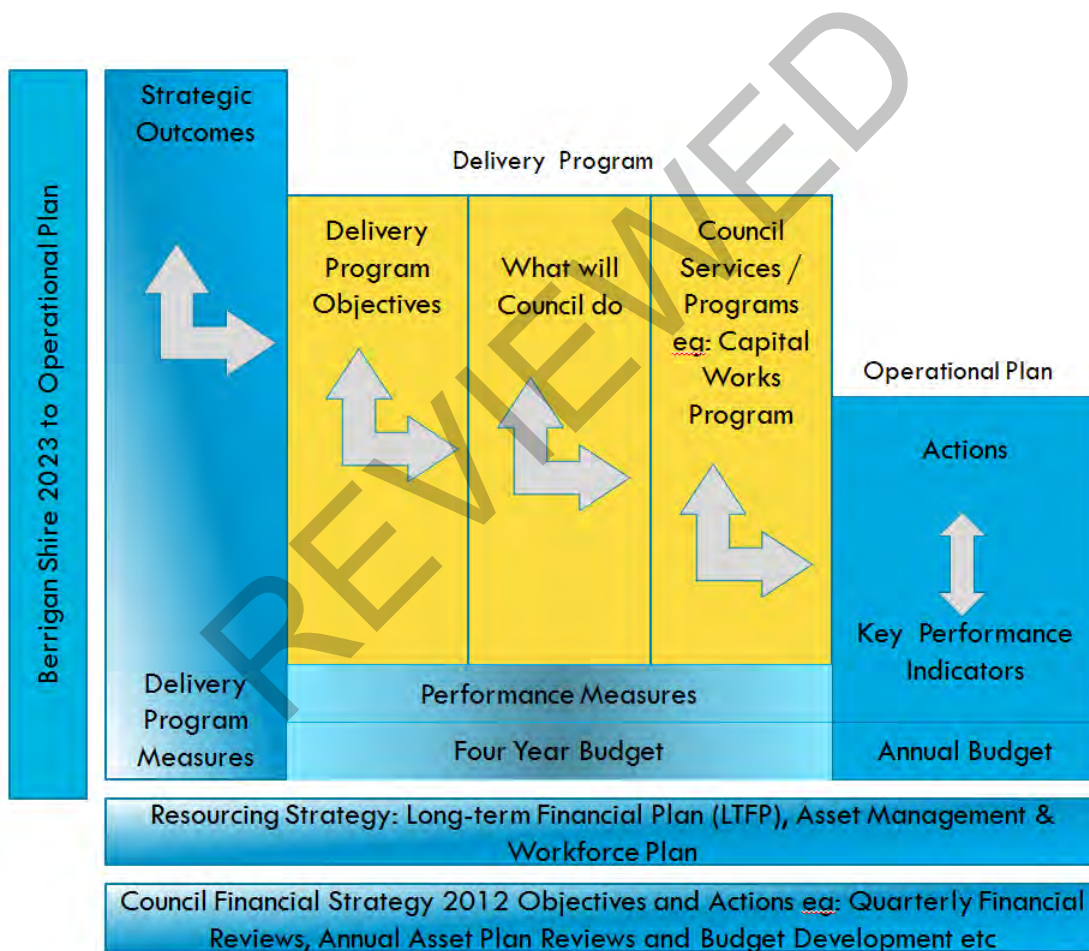 Berrigan Shire 2023 to Operational Plan
Strategic
Outcomes
Delivery
Program
Measures
Delivery Program
Delivery
Program
Objectives
What will
Council do
Council
Services /
Programs
eg: Capital
Works
Program
Performance Measures
Four Year Budget
Operational Plan
Actions
Key Performance
Indicators
Annual Budget
Resourcing Strategy: Long-term Financial Plan (LTFP), Asset Management &
Workforce Plan
Council Financial Strategy 2012 Objectives and Actions eg: Quarterly Financial
Reviews, Annual Asset Plan Reviews and Budget Development etc
REVIEWED